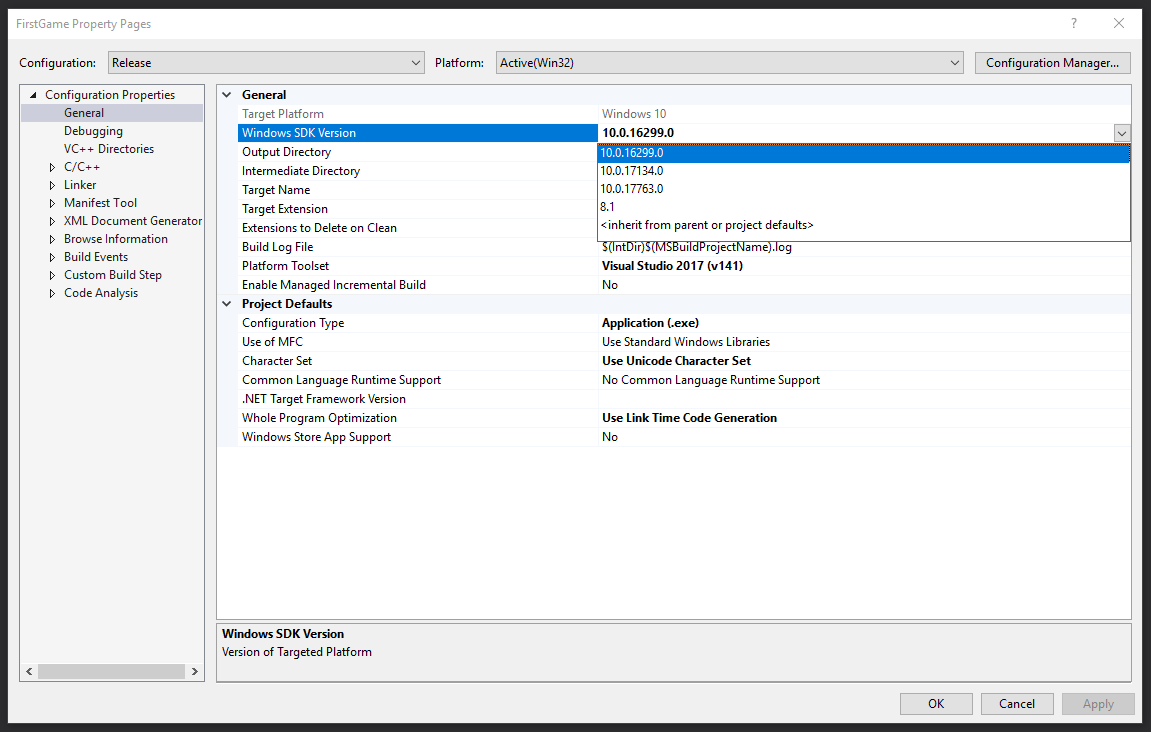 FirstGame Property Pages
Configuration: Release Platform: Active(Win32) Configuration Manager...
Configuration Properties
General
Debugging
VC++ Directories
C/C++
Linker
Manifest Tool
XML Document Generator
Browse Information
Build Events
Custom Build Step
Code Analysis
General
Target Platform Windows 10
Windows SDK Version 10.0.16299.0
Output Directory 10.0.16299.0
Intermediate Directory 10.0.17134.0
Target Name 10.0.17763.0
Target Extension 8.1
Extensions to Delete on Clean <inherit from parent or project defaults>
Build Log File $(IntDir)$(MSBuildProjectName).log
Platform Toolset Visual Studio 2017 (v141)
Enable Managed Incremental Build No
Project Defaults
Configuration Type Application (.exe)
Use of MFC Use Standard Windows Libraries
Character Set Use Unicode Character Set
Common Language Runtime Support No Common Language Runtime Support
.NET Target Framework Version
Whole Program Optimization Use Link Time Code Generation
Windows Store App Support No
Windows SDK Version
Version of Targeted Platform
OK Cancel Apply